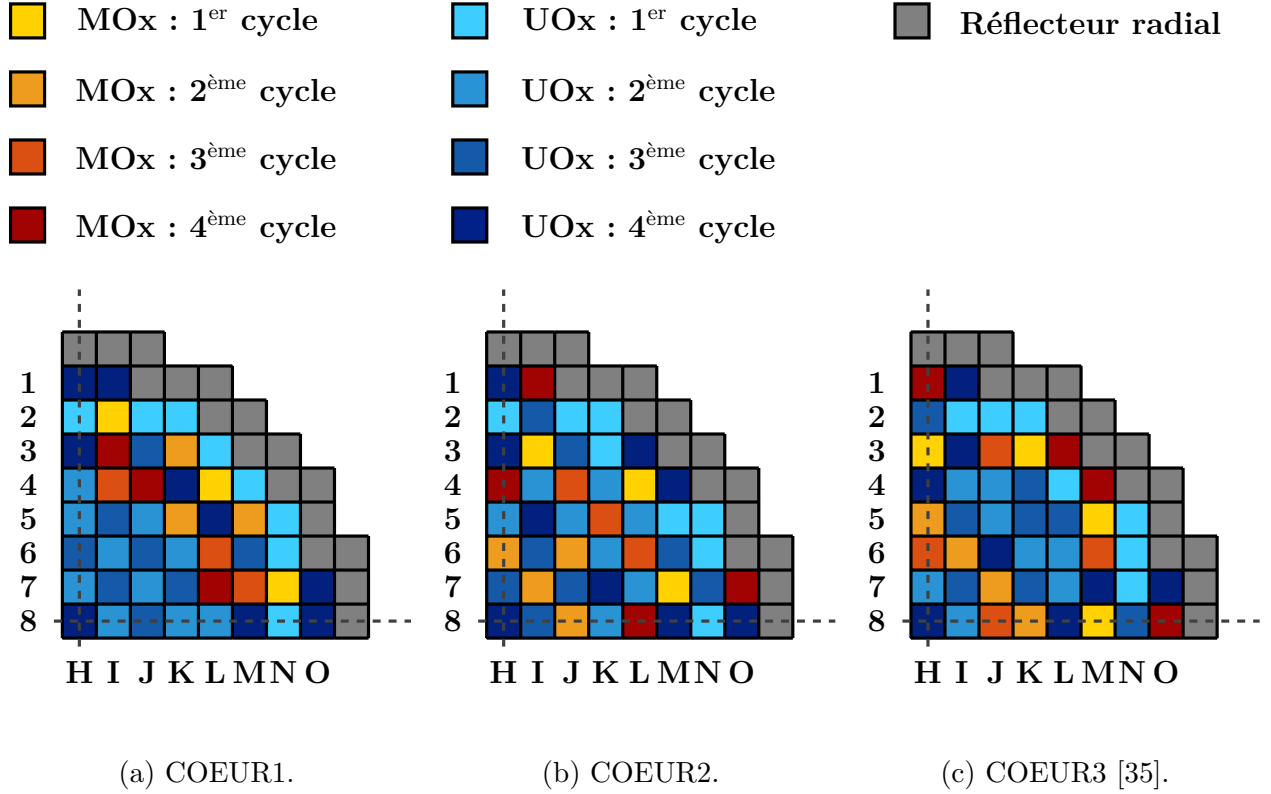 MOx : 1er cycle
UOx : 1er cycle
Réflecteur radial
MOx : 2ème cycle
UOx : 2ème cycle
MOx : 3ème cycle
UOx : 3ème cycle
MOx : 4ème cycle
UOx : 4ème cycle
1 1 1
2 2 2
3 3 3
4 4 4
5 5 5
6 6 6
7 7 7
8 8 8
H I J K L M N O H I J K L M N O H I J K L M N O
(a) COEUR1. (b) COEUR2. (c) COEUR3 [35].